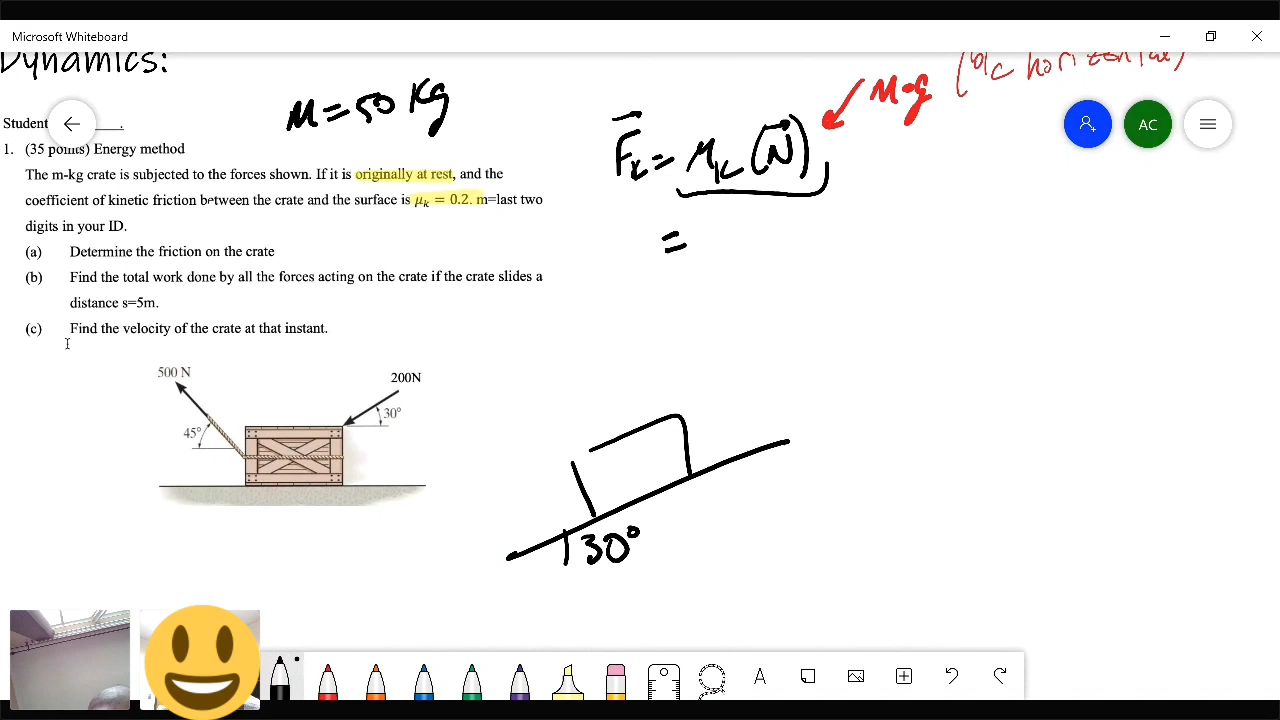 Microsoft Whiteboard
Dynamics:
M = 50 Kg
M·g (bc horizontal)
F⃗k = μk (N⃗)
=
Student ____.
AC
1. (35 points) Energy method
The m-kg crate is subjected to the forces shown. If it is originally at rest, and the
coefficient of kinetic friction between the crate and the surface is μk = 0.2. m=last two
digits in your ID.
(a) Determine the friction on the crate
(b) Find the total work done by all the forces acting on the crate if the crate slides a
distance s=5m.
(c) Find the velocity of the crate at that instant.
500 N
200N
30°
45°
30°
A